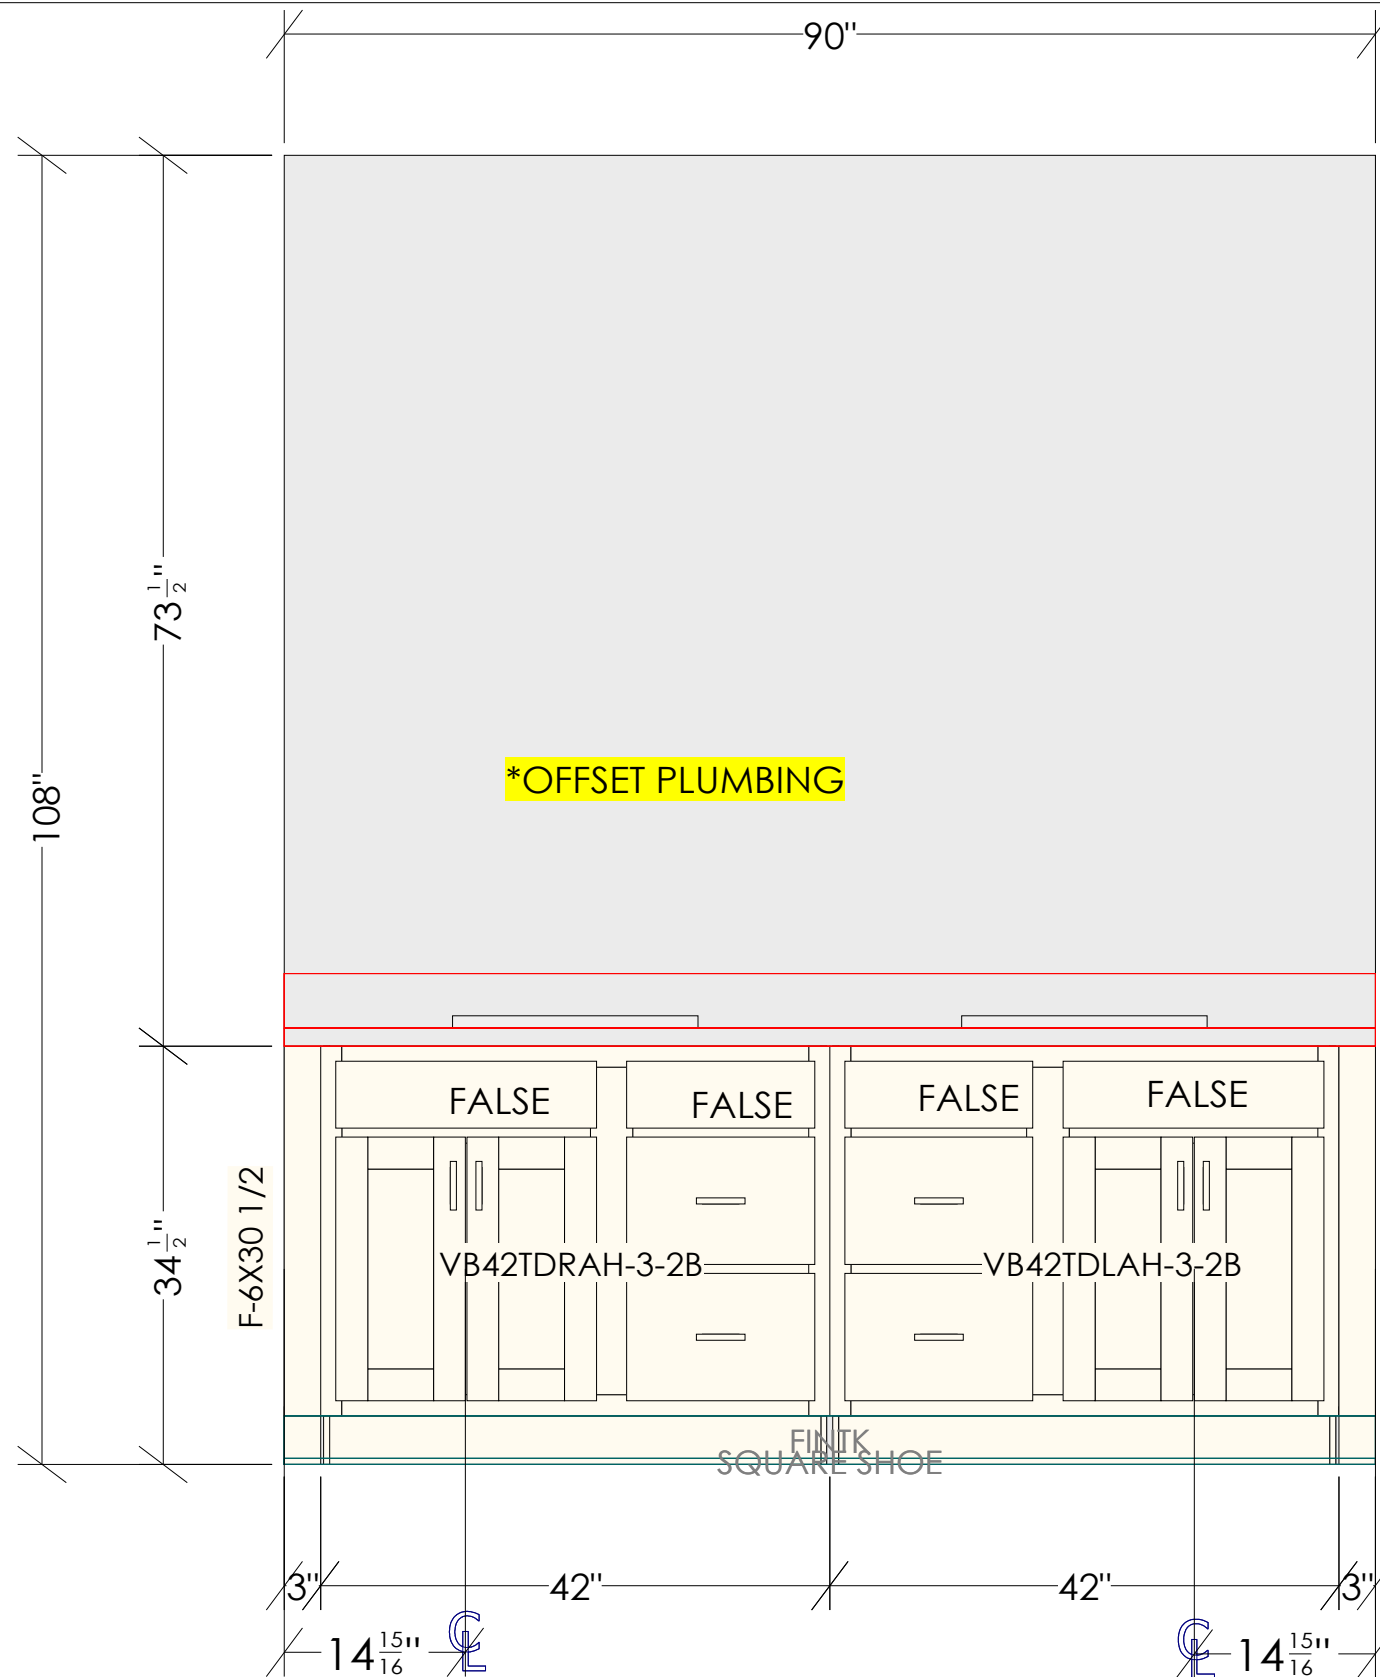 90"
108"
73 1/2"
*OFFSET PLUMBING
34 1/2"
F-6X30 1/2
FALSE FALSE FALSE FALSE
VB42TDRAH-3-2B VB42TDLAH-3-2B
FINTK
SQUARE SHOE
3" 42" 42" 3"
14 15/16" CL CL 14 15/16"